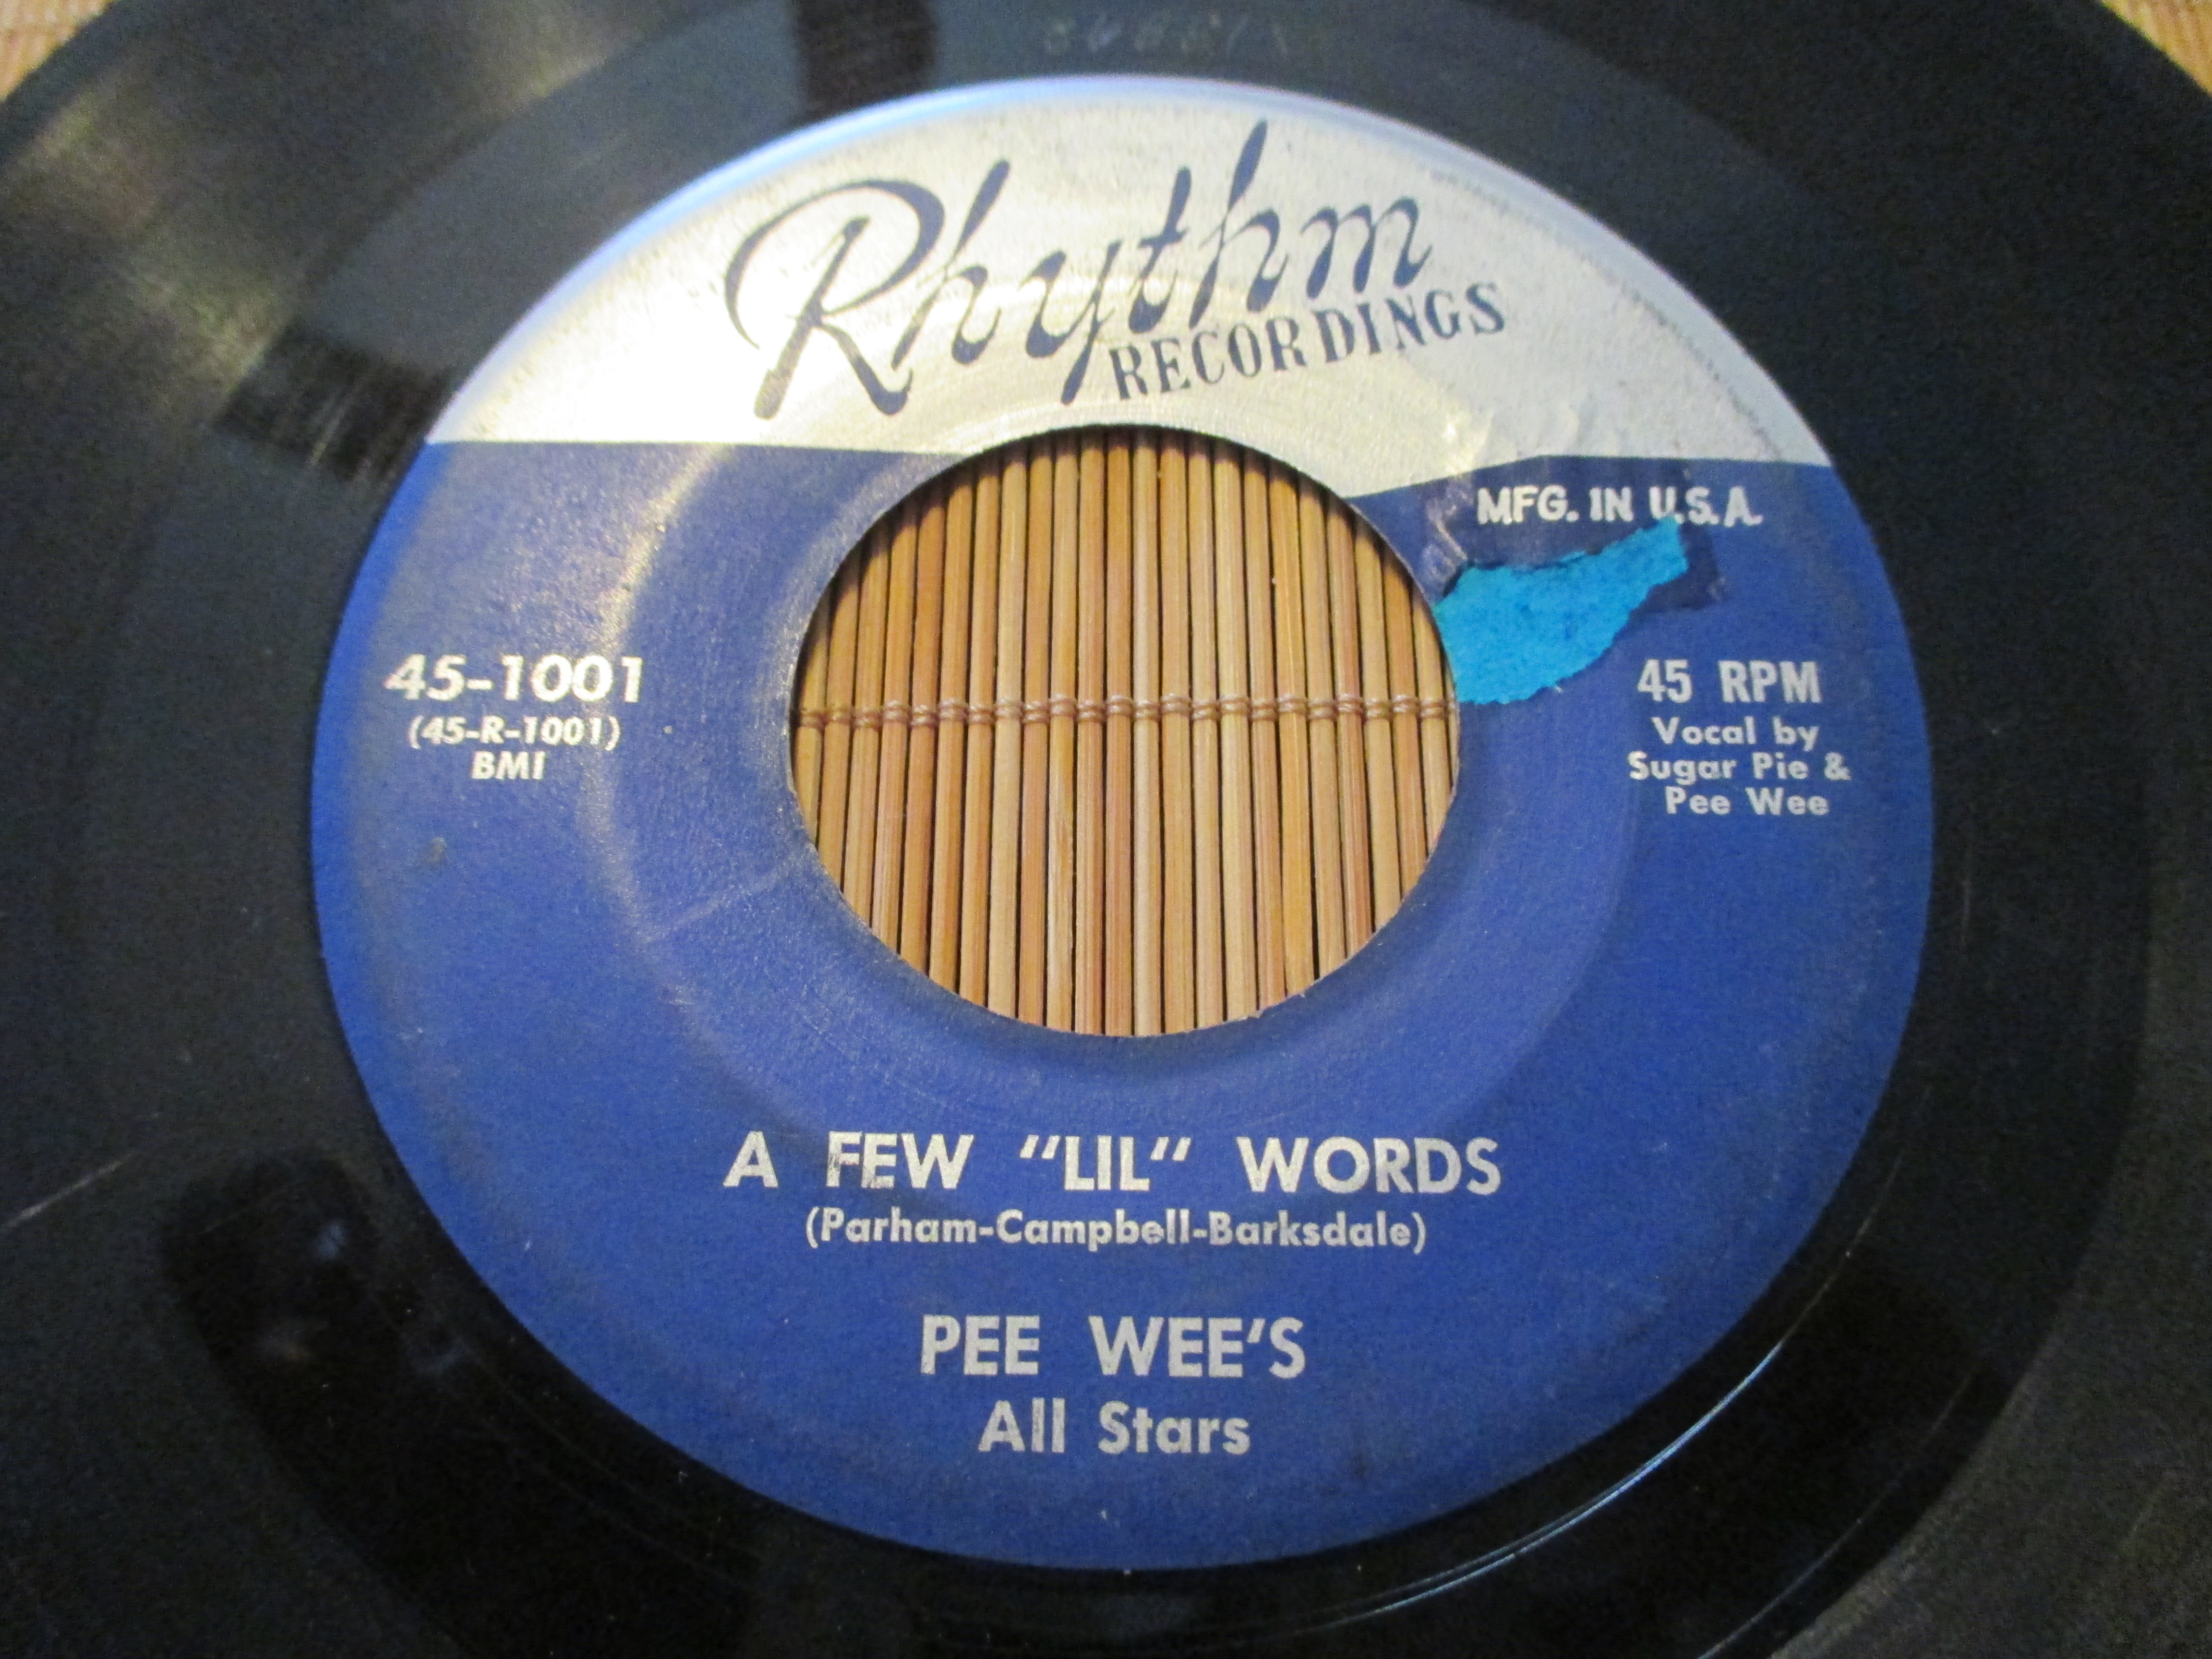 Rhythm
RECORDINGS
MFG. IN U.S.A.
45-1001
(45-R-1001)
BMI
45 RPM
Vocal by
Sugar Pie &
Pee Wee
A FEW "LIL" WORDS
(Parham-Campbell-Barksdale)
PEE WEE'S
All Stars